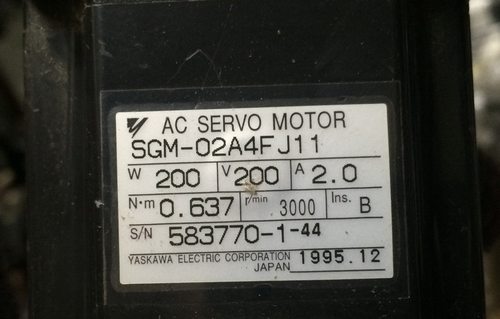 AC SERVO MOTOR
SGM-02A4FJ11
W 200 V 200 A 2.0
N·m 0.637 r/min 3000 Ins. B
S/N 583770-1-44
YASKAWA ELECTRIC CORPORATION
JAPAN 1995.12